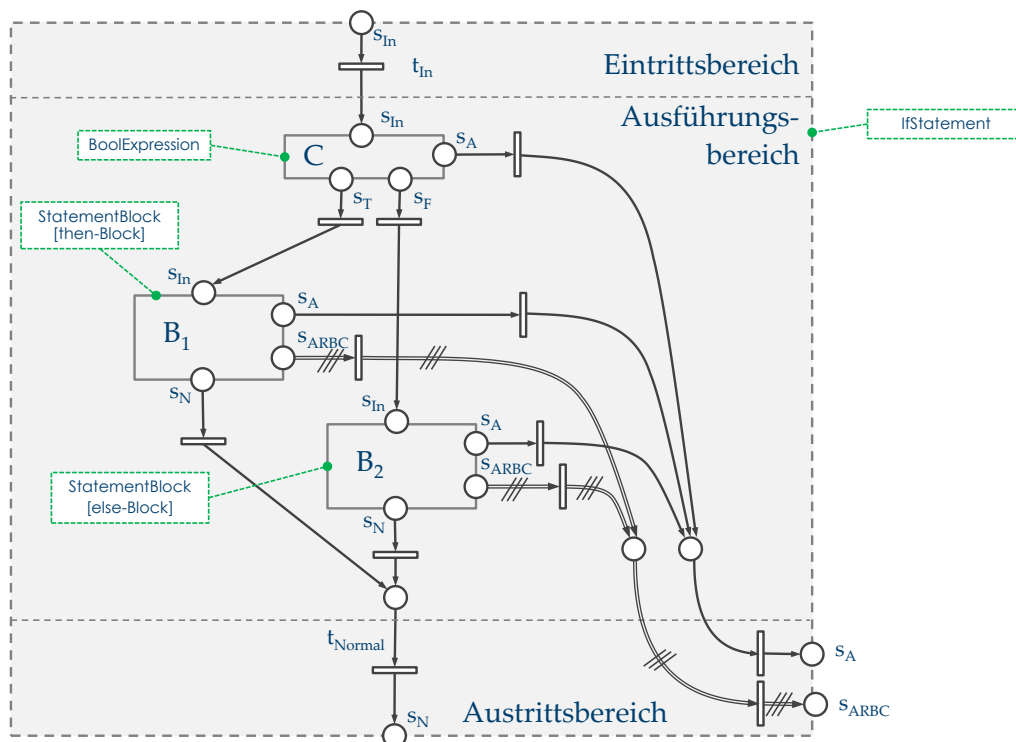 s_In
t_In
Eintrittsbereich
Ausführungs-
bereich
IfStatement
s_In
BoolExpression
C
s_A
s_T
s_F
StatementBlock
[then-Block]
s_In
s_A
B_1
s_ARBC
s_N
s_In
s_A
B_2
s_ARBC
StatementBlock
[else-Block]
s_N
t_Normal
s_A
s_ARBC
s_N
Austrittsbereich